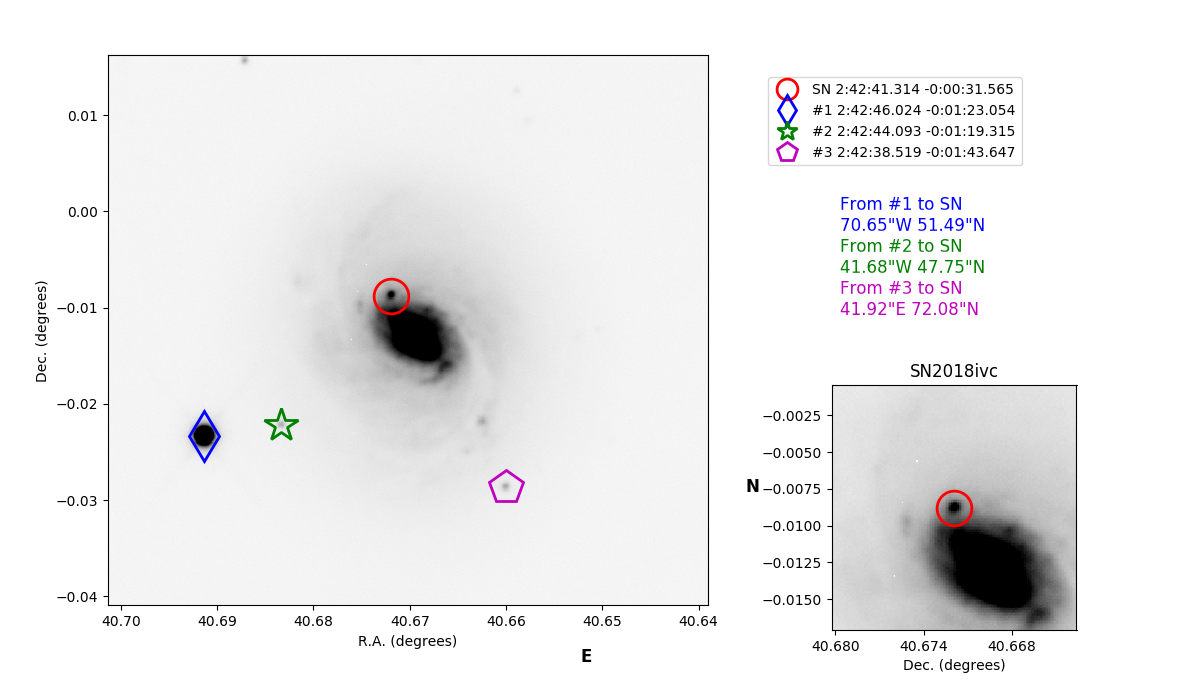 SN 2:42:41.314 -0:00:31.565
#1 2:42:46.024 -0:01:23.054
#2 2:42:44.093 -0:01:19.315
#3 2:42:38.519 -0:01:43.647
From #1 to SN
70.65"W 51.49"N
From #2 to SN
41.68"W 47.75"N
From #3 to SN
41.92"E 72.08"N
0.01
0.00
−0.01
−0.02
−0.03
−0.04
Dec. (degrees)
40.70 40.69 40.68 40.67 40.66 40.65 40.64
R.A. (degrees)
E
SN2018ivc
−0.0025
−0.0050
−0.0075
−0.0100
−0.0125
−0.0150
N
40.680 40.674 40.668
Dec. (degrees)